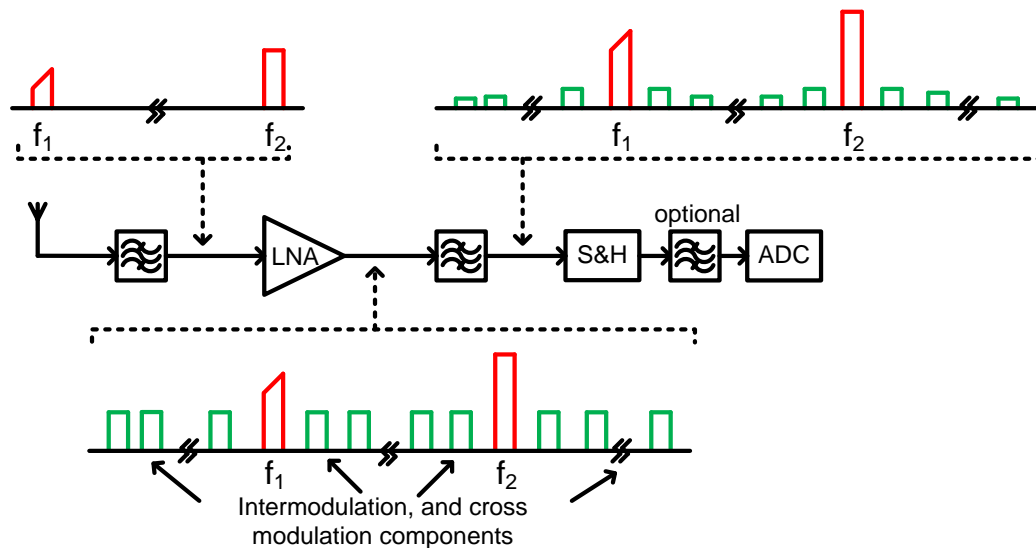 f1
f2
f1
f2
optional
LNA
S&H
ADC
f1
f2
Intermodulation, and cross
modulation components